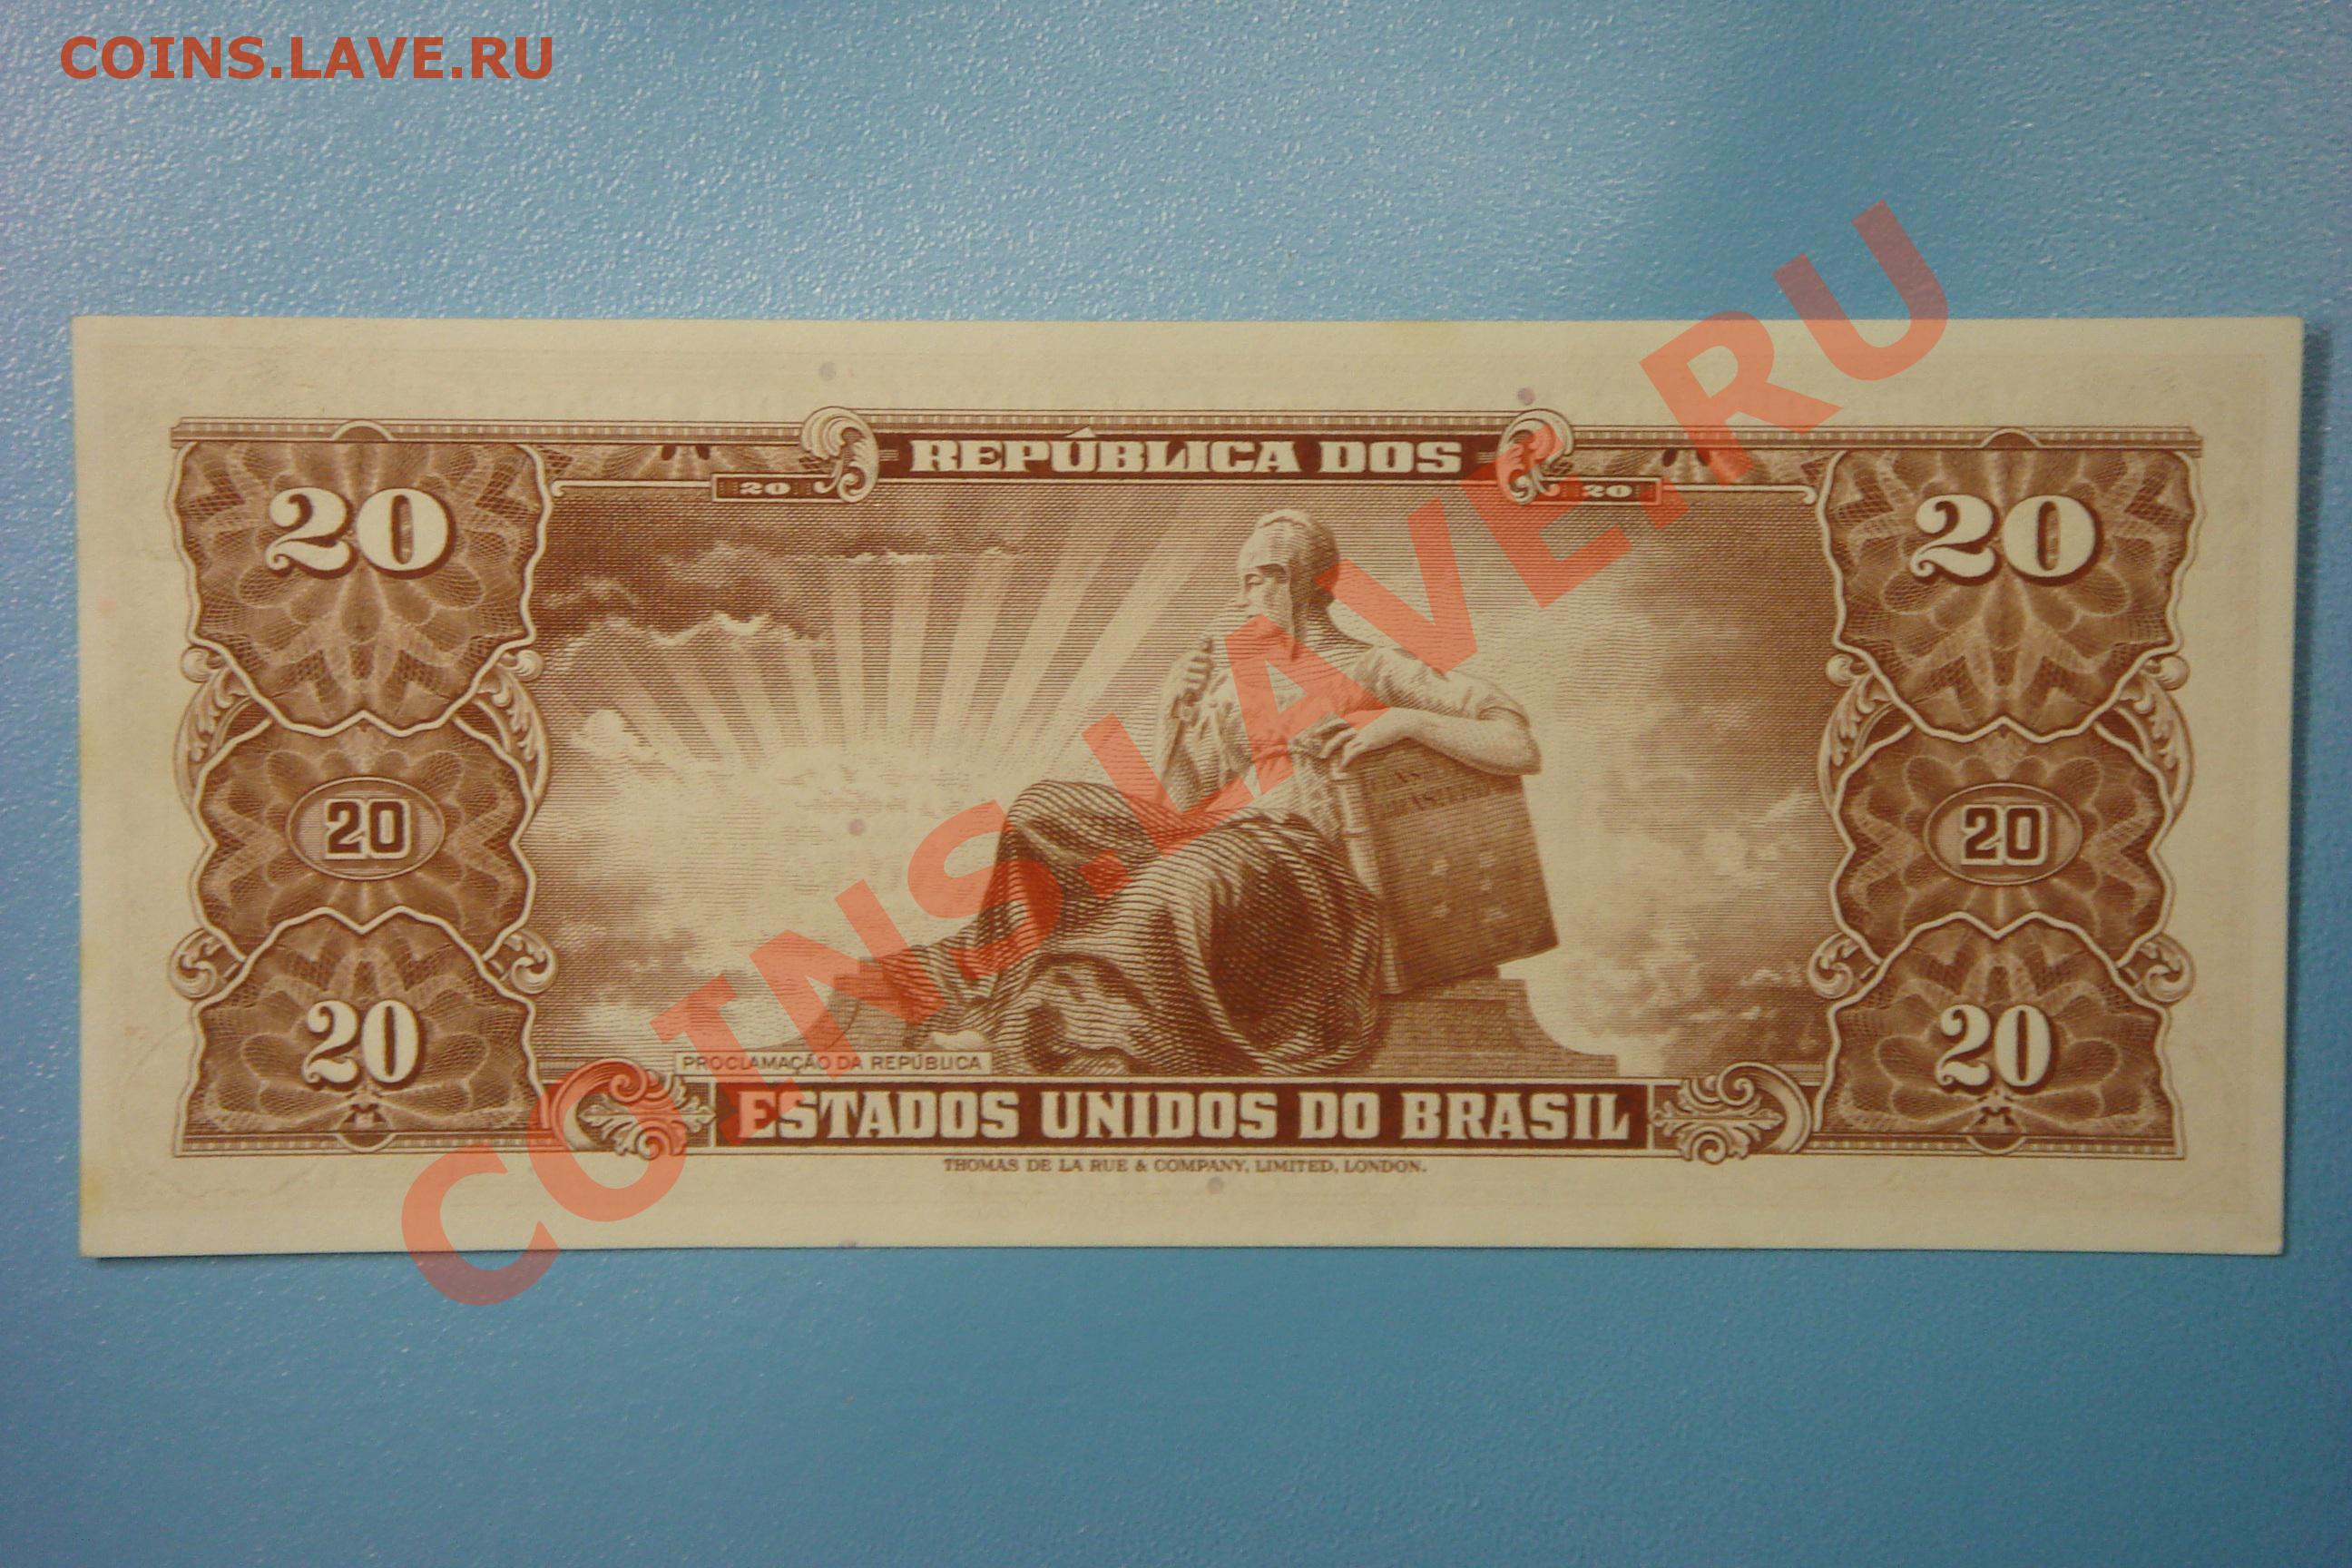 COINS.LAVE.RU
REPÚBLICA DOS
20 20
20 20
20 20
20 20
PROCLAMAÇÃO DA REPÚBLICA
ESTADOS UNIDOS DO BRASIL
THOMAS DE LA RUE & COMPANY, LIMITED, LONDON.
COINS.LAVE.RU